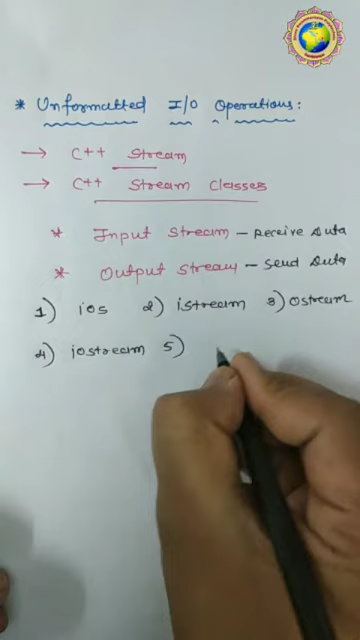 * Unformatted I/O Operations:
→ C++ Stream
→ C++ Stream Classes
* Input Stream – Receive Data
* Output Stream – Send Data
1) ios 2) istream 3) ostream
4) iostream 5)